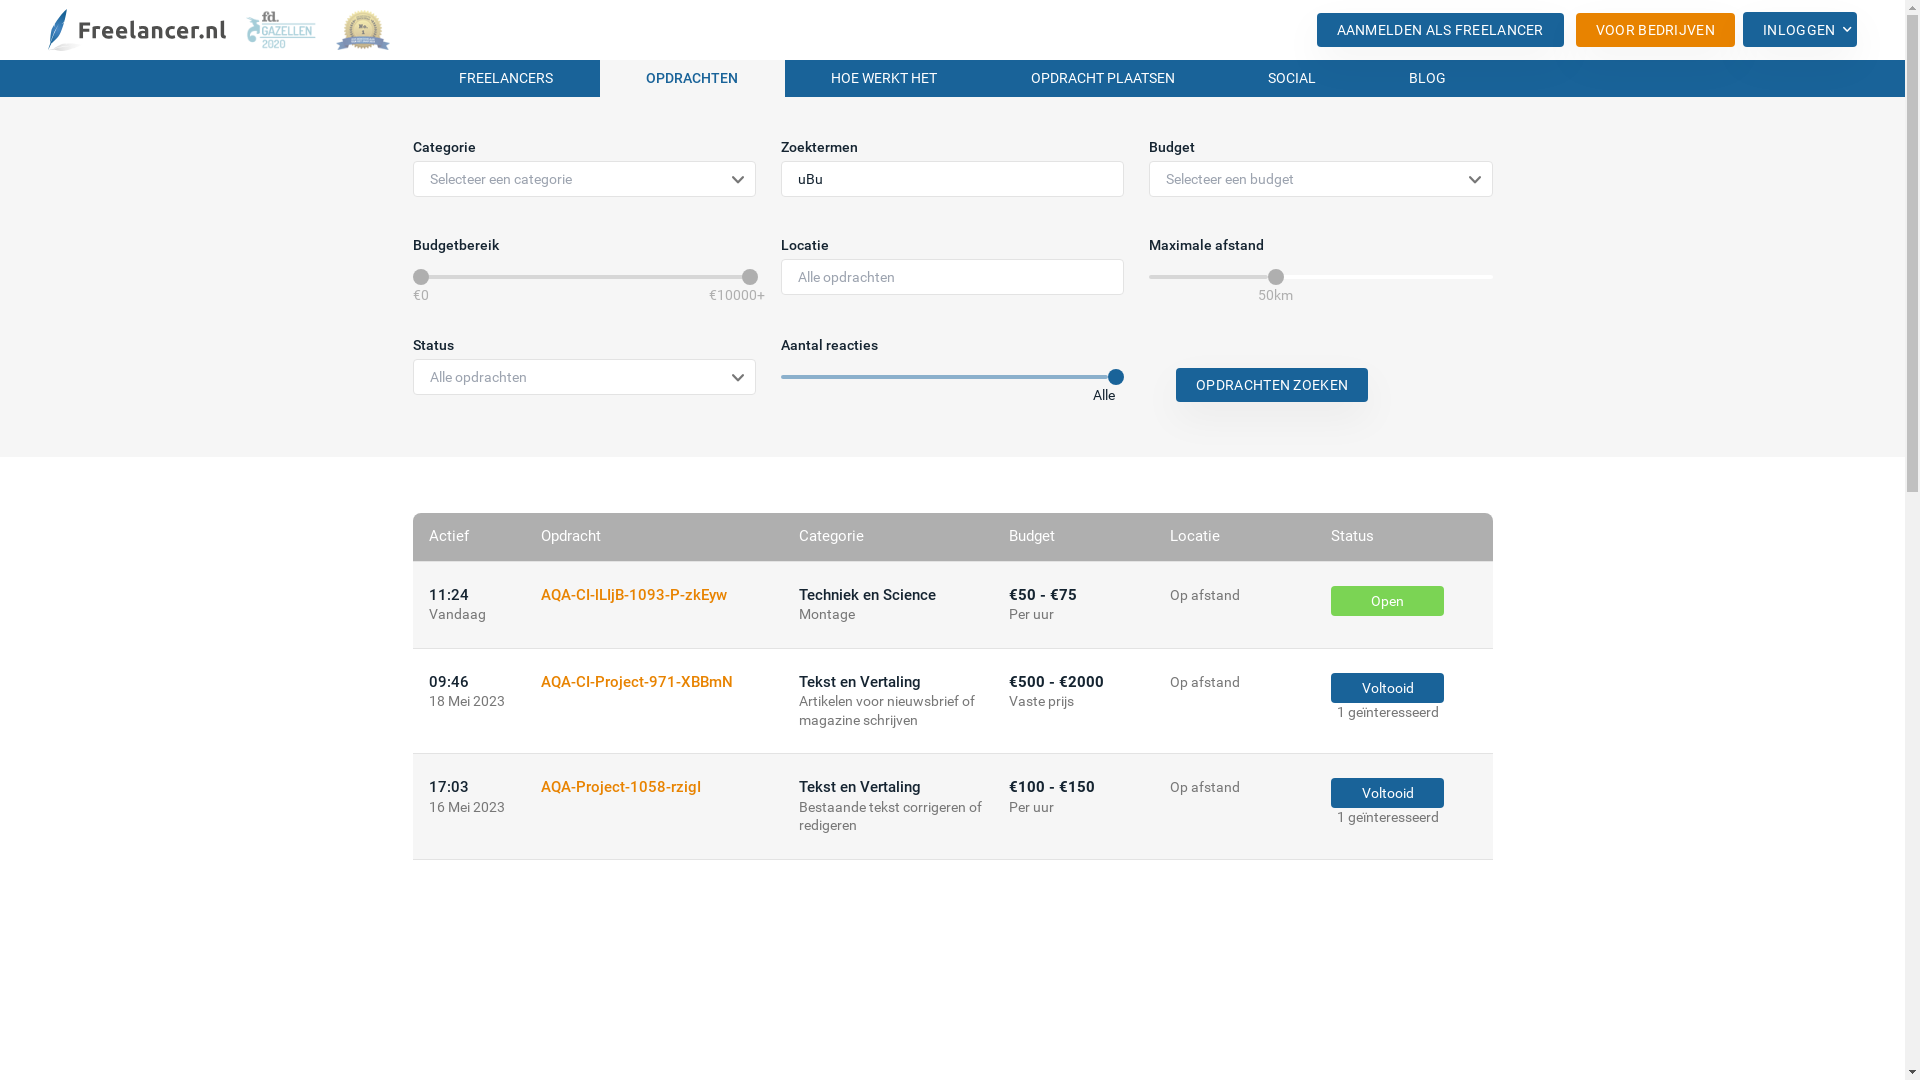 Freelancer.nl
fd.
GAZELLEN
2020
AANMELDEN ALS FREELANCER
VOOR BEDRIJVEN
INLOGGEN
FREELANCERS
OPDRACHTEN
HOE WERKT HET
OPDRACHT PLAATSEN
SOCIAL
BLOG
Categorie
Zoektermen
Budget
Selecteer een categorie
uBu
Selecteer een budget
Budgetbereik
Locatie
Maximale afstand
Alle opdrachten
€0
€10000+
50km
Status
Aantal reacties
Alle opdrachten
Alle
OPDRACHTEN ZOEKEN
Actief Opdracht Categorie Budget Locatie Status
11:24 AQA-CI-ILIjB-1093-P-zkEyw Techniek en Science €50 - €75 Op afstand Open
Vandaag Montage Per uur
09:46 AQA-CI-Project-971-XBBmN Tekst en Vertaling €500 - €2000 Op afstand Voltooid
18 Mei 2023 Artikelen voor nieuwsbrief of Vaste prijs 1 geïnteresseerd
magazine schrijven
17:03 AQA-Project-1058-rzigI Tekst en Vertaling €100 - €150 Op afstand Voltooid
16 Mei 2023 Bestaande tekst corrigeren of Per uur 1 geïnteresseerd
redigeren